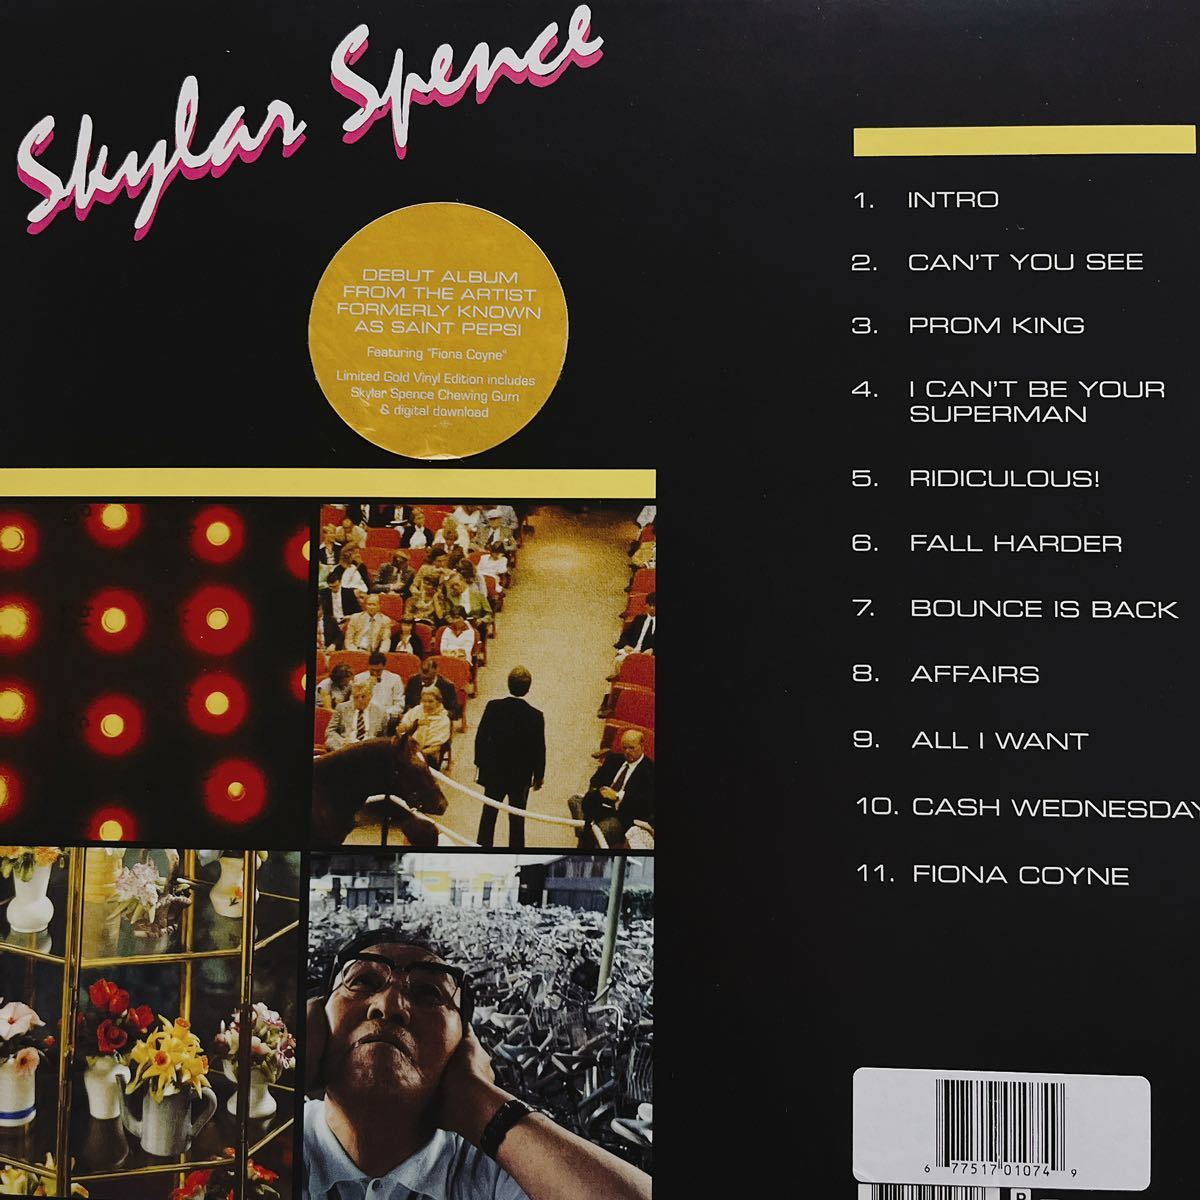 Skylar Spence
DEBUT ALBUM
FROM THE ARTIST
FORMERLY KNOWN
AS SAINT PEPSI
Featuring "Fiona Coyne"
Limited Gold Vinyl Edition includes
Skylar Spence Chewing Gum
& digital download
1. INTRO
2. CAN'T YOU SEE
3. PROM KING
4. I CAN'T BE YOUR
SUPERMAN
5. RIDICULOUS!
6. FALL HARDER
7. BOUNCE IS BACK
8. AFFAIRS
9. ALL I WANT
10. CASH WEDNESDAY
11. FIONA COYNE
6 77517 01074 9